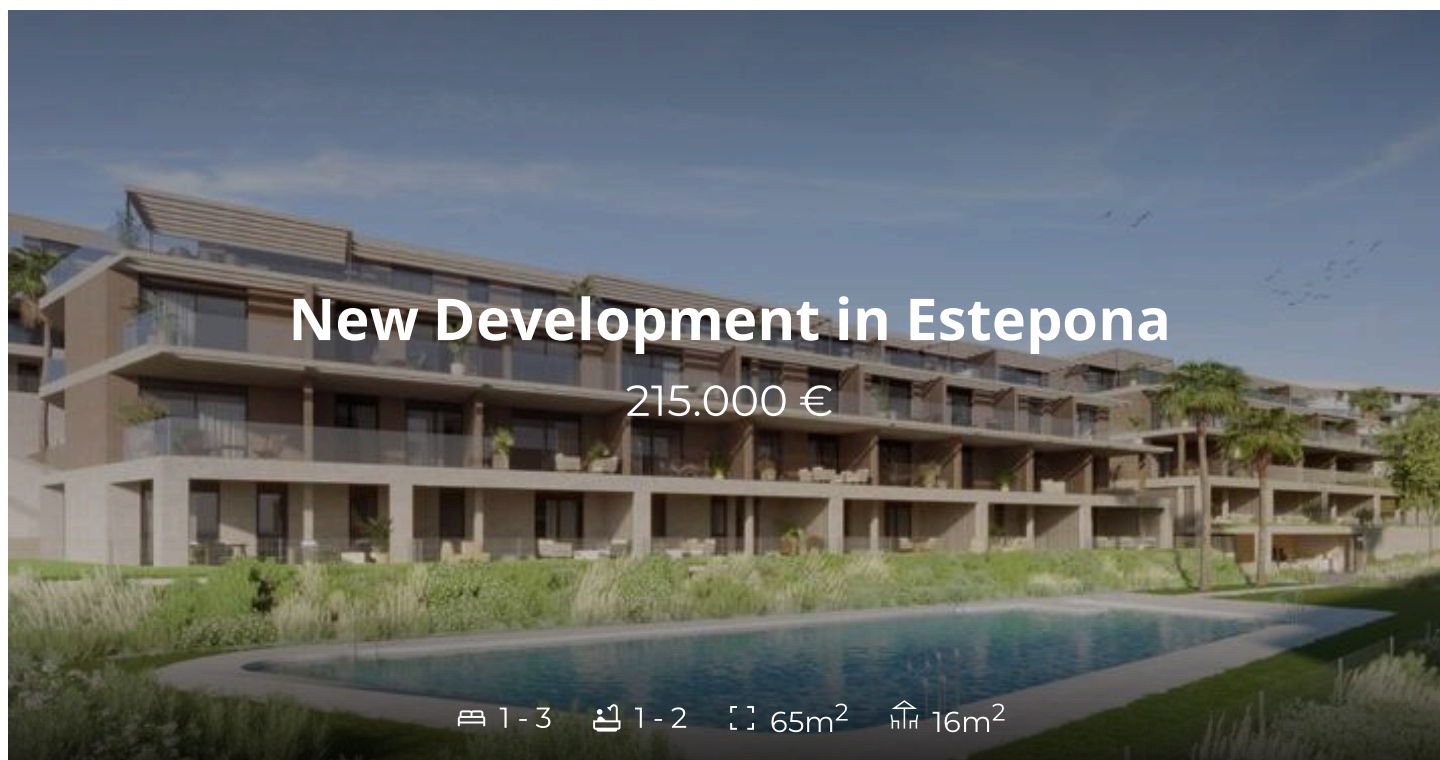 New Development in Estepona
215.000 €
1 - 3 1 - 2 65m² 16m²